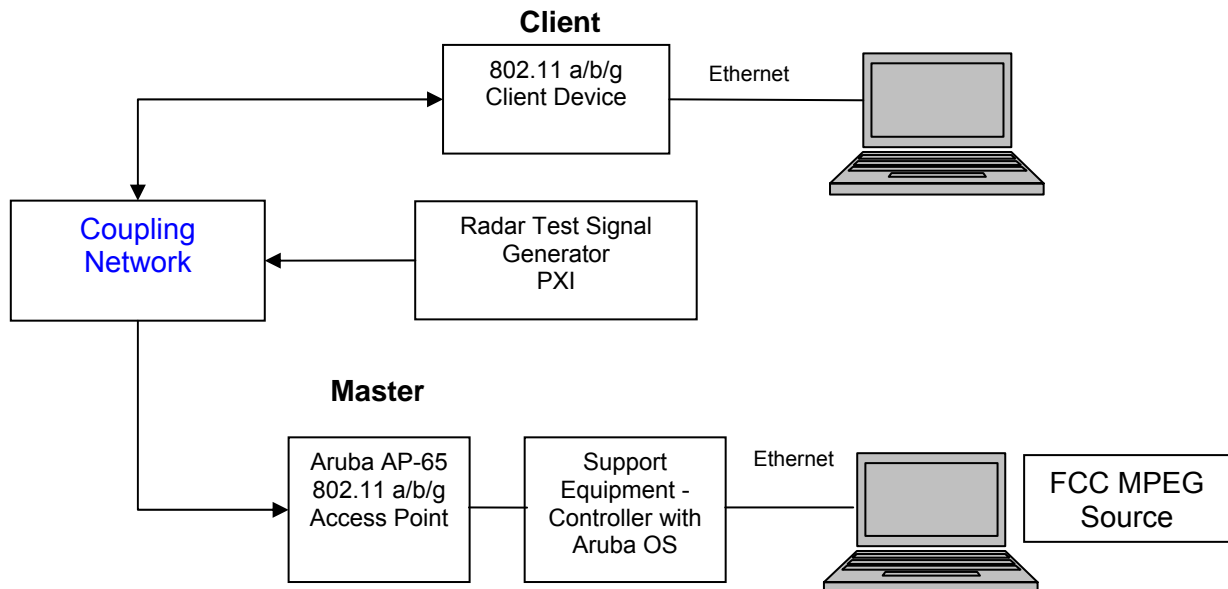 Client
802.11 a/b/g
Client Device
Ethernet
Coupling
Network
Radar Test Signal
Generator
PXI
Master
Aruba AP-65
802.11 a/b/g
Access Point
Support
Equipment -
Controller with
Aruba OS
Ethernet
FCC MPEG
Source